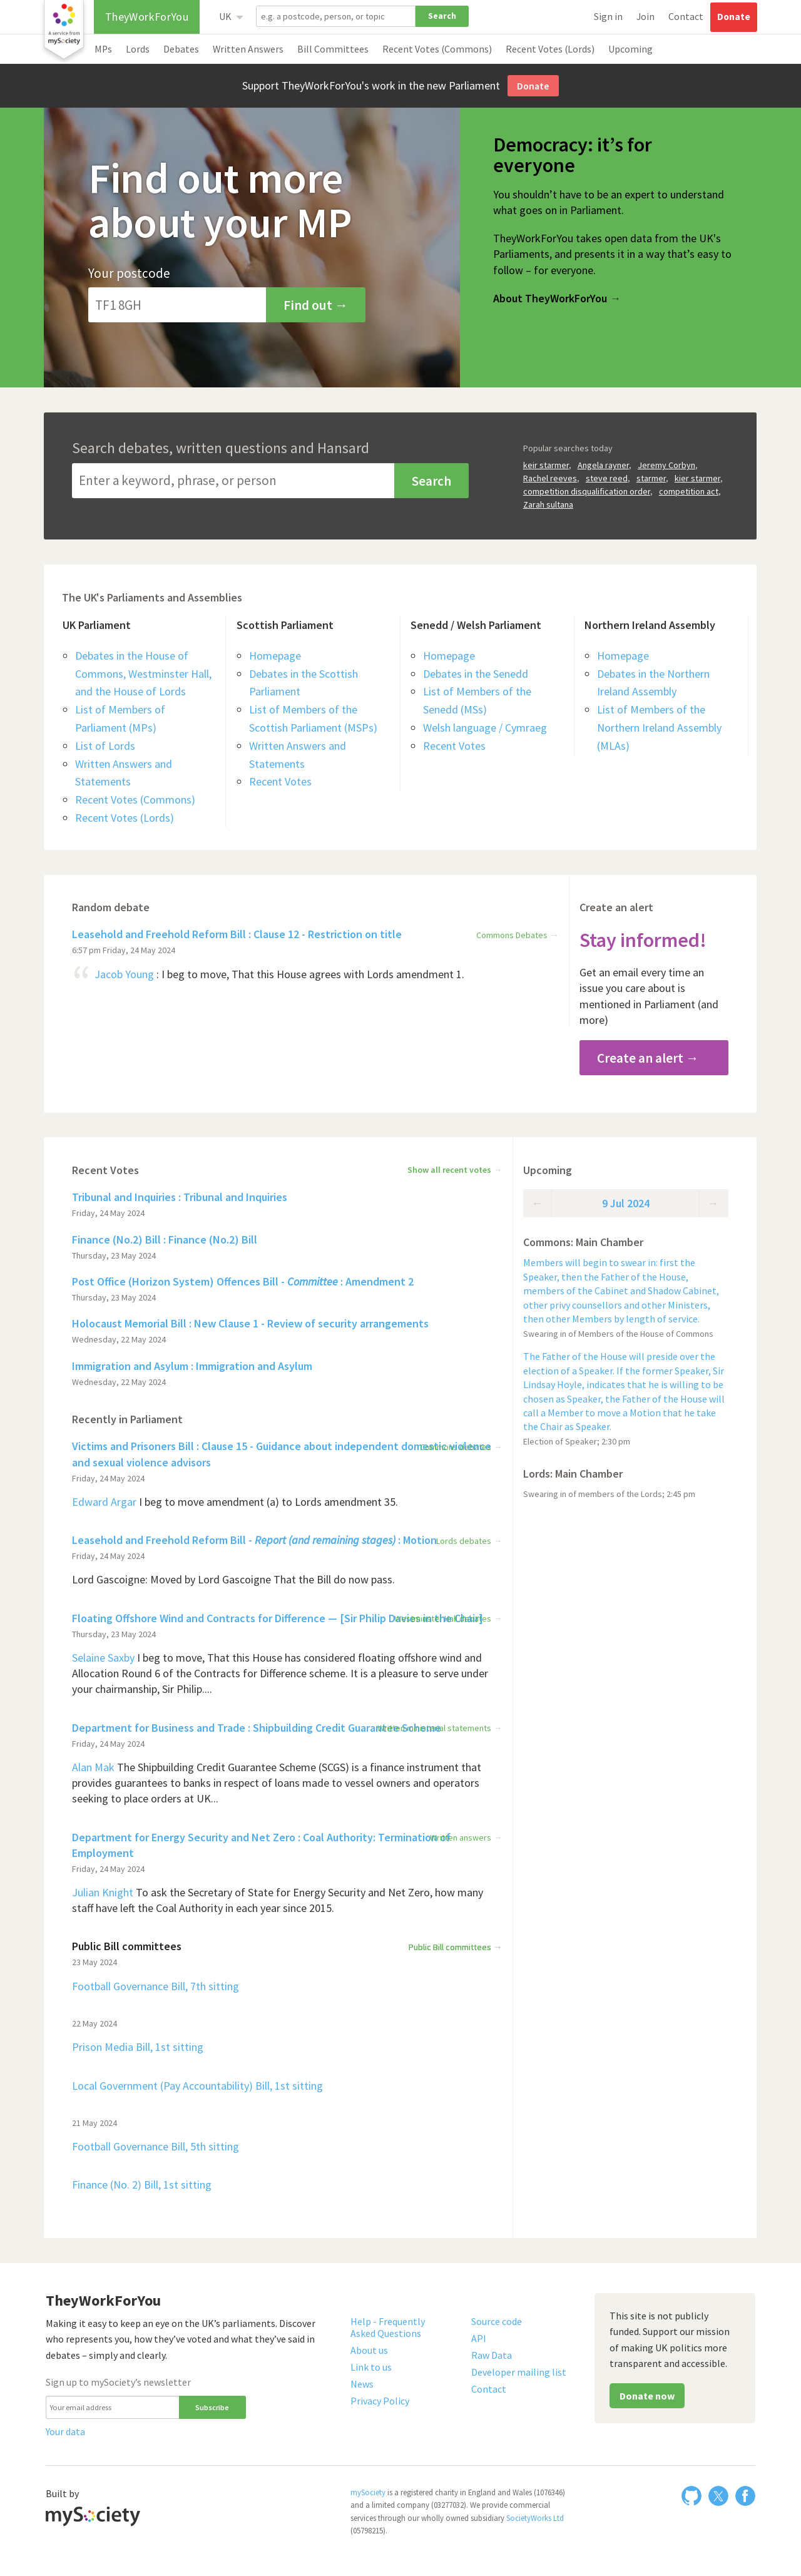 A service from
mySociety
TheyWorkForYou
UK
e.g. a postcode, person, or topic
Search
Sign in
Join
Contact
Donate
MPs
Lords
Debates
Written Answers
Bill Committees
Recent Votes (Commons)
Recent Votes (Lords)
Upcoming
Support TheyWorkForYou's work in the new Parliament
Donate
Find out more
about your MP
Your postcode
TF1 8GH
Find out →
Democracy: it’s for
everyone
You shouldn’t have to be an expert to understand
what goes on in Parliament.
TheyWorkForYou takes open data from the UK's
Parliaments, and presents it in a way that’s easy to
follow – for everyone.
About TheyWorkForYou →
Search debates, written questions and Hansard
Enter a keyword, phrase, or person
Search
Popular searches today
keir starmer, Angela rayner, Jeremy Corbyn,
Rachel reeves, steve reed, starmer, kier starmer,
competition disqualification order, competition act,
Zarah sultana
The UK's Parliaments and Assemblies
UK Parliament
Debates in the House of
Commons, Westminster Hall,
and the House of Lords
List of Members of
Parliament (MPs)
List of Lords
Written Answers and
Statements
Recent Votes (Commons)
Recent Votes (Lords)
Scottish Parliament
Homepage
Debates in the Scottish
Parliament
List of Members of the
Scottish Parliament (MSPs)
Written Answers and
Statements
Recent Votes
Senedd / Welsh Parliament
Homepage
Debates in the Senedd
List of Members of the
Senedd (MSs)
Welsh language / Cymraeg
Recent Votes
Northern Ireland Assembly
Homepage
Debates in the Northern
Ireland Assembly
List of Members of the
Northern Ireland Assembly
(MLAs)
Random debate
Leasehold and Freehold Reform Bill : Clause 12 - Restriction on title
Commons Debates →
6:57 pm Friday, 24 May 2024
“ Jacob Young : I beg to move, That this House agrees with Lords amendment 1.
Create an alert
Stay informed!
Get an email every time an
issue you care about is
mentioned in Parliament (and
more)
Create an alert →
Recent Votes
Show all recent votes →
Tribunal and Inquiries : Tribunal and Inquiries
Friday, 24 May 2024
Finance (No.2) Bill : Finance (No.2) Bill
Thursday, 23 May 2024
Post Office (Horizon System) Offences Bill - Committee : Amendment 2
Thursday, 23 May 2024
Holocaust Memorial Bill : New Clause 1 - Review of security arrangements
Wednesday, 22 May 2024
Immigration and Asylum : Immigration and Asylum
Wednesday, 22 May 2024
Recently in Parliament
Victims and Prisoners Bill : Clause 15 - Guidance about independent domestic violence
and sexual violence advisors
Friday, 24 May 2024
Edward Argar I beg to move amendment (a) to Lords amendment 35.
Leasehold and Freehold Reform Bill - Report (and remaining stages) : Motion
Lords debates →
Friday, 24 May 2024
Lord Gascoigne: Moved by Lord Gascoigne That the Bill do now pass.
Floating Offshore Wind and Contracts for Difference — [Sir Philip Davies in the Chair]
Thursday, 23 May 2024
Selaine Saxby I beg to move, That this House has considered floating offshore wind and
Allocation Round 6 of the Contracts for Difference scheme. It is a pleasure to serve under
your chairmanship, Sir Philip....
Department for Business and Trade : Shipbuilding Credit Guarantee Scheme
Written ministerial statements →
Friday, 24 May 2024
Alan Mak The Shipbuilding Credit Guarantee Scheme (SCGS) is a finance instrument that
provides guarantees to banks in respect of loans made to vessel owners and operators
seeking to place orders at UK...
Department for Energy Security and Net Zero : Coal Authority: Termination of
Employment
Written answers →
Friday, 24 May 2024
Julian Knight To ask the Secretary of State for Energy Security and Net Zero, how many
staff have left the Coal Authority in each year since 2015.
Public Bill committees
Public Bill committees →
23 May 2024
Football Governance Bill, 7th sitting
22 May 2024
Prison Media Bill, 1st sitting
Local Government (Pay Accountability) Bill, 1st sitting
21 May 2024
Football Governance Bill, 5th sitting
Finance (No. 2) Bill, 1st sitting
Upcoming
← 9 Jul 2024 →
Commons: Main Chamber
Members will begin to swear in: first the
Speaker, then the Father of the House,
members of the Cabinet and Shadow Cabinet,
other privy counsellors and other Ministers,
then other Members by length of service.
Swearing in of Members of the House of Commons
The Father of the House will preside over the
election of a Speaker. If the former Speaker, Sir
Lindsay Hoyle, indicates that he is willing to be
chosen as Speaker, the Father of the House will
call a Member to move a Motion that he take
the Chair as Speaker.
Election of Speaker; 2:30 pm
Lords: Main Chamber
Swearing in of members of the Lords; 2:45 pm
TheyWorkForYou
Making it easy to keep an eye on the UK’s parliaments. Discover
who represents you, how they’ve voted and what they’ve said in
debates – simply and clearly.
Sign up to mySociety’s newsletter
Your email address
Subscribe
Your data
Help - Frequently
Asked Questions
About us
Link to us
News
Privacy Policy
Source code
API
Raw Data
Developer mailing list
Contact
This site is not publicly
funded. Support our mission
of making UK politics more
transparent and accessible.
Donate now
Built by
mySociety
mySociety is a registered charity in England and Wales (1076346)
and a limited company (03277032). We provide commercial
services through our wholly owned subsidiary SocietyWorks Ltd
(05798215).